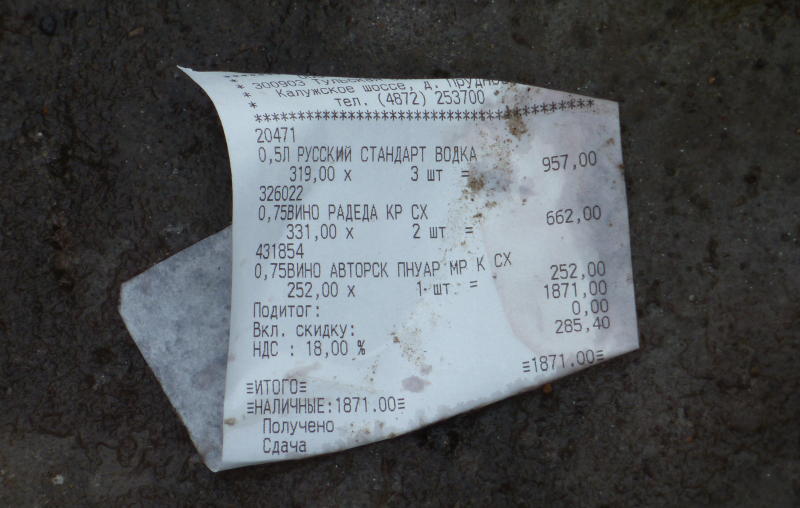 * 300903 Тульская
* Калужское шоссе, д. Прудное
* тел. (4872) 253700
*********************************
20471
0,5Л РУССКИЙ СТАНДАРТ ВОДКА
319,00 x 3 шт = 957,00
326022
0,75ВИНО РАДЕДА КР СХ
331,00 x 2 шт = 662,00
431854
0,75ВИНО АВТОРСК ПНУАР МР К СХ
252,00 x 1 шт = 252,00
Подитог: 1871,00
Вкл. скидку: 0,00
НДС : 18,00 % 285,40
≡ИТОГО≡ ≡1871.00≡
≡НАЛИЧНЫЕ:1871.00≡
Получено
Сдача